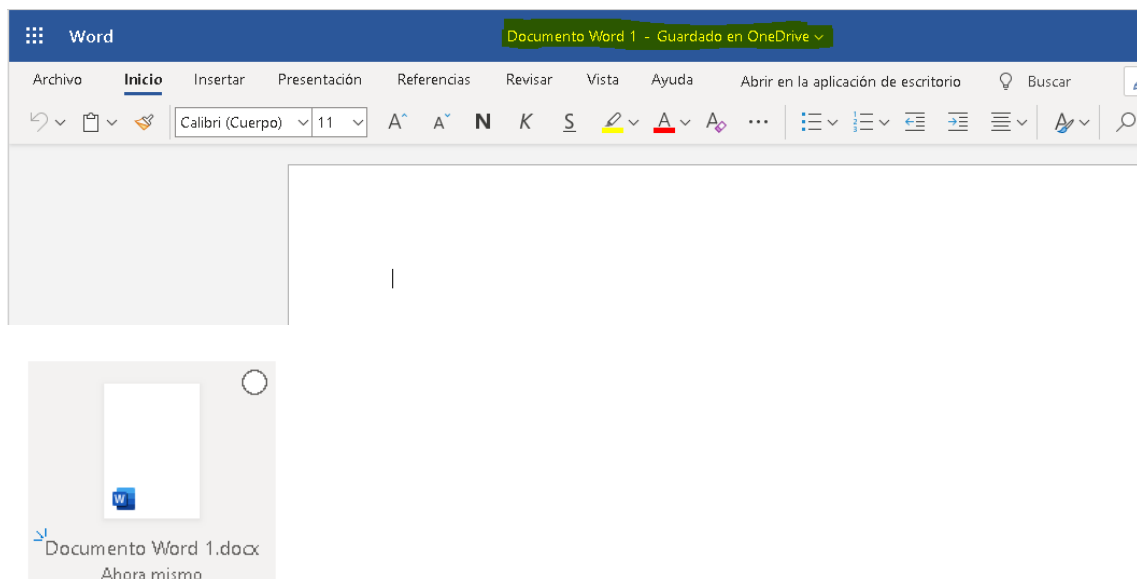 Word
Documento Word 1 - Guardado en OneDrive
Archivo Inicio Insertar Presentación Referencias Revisar Vista Ayuda Abrir en la aplicación de escritorio Buscar
Calibri (Cuerpo) 11 A A N K S A A
W
Documento Word 1.docx
Ahora mismo